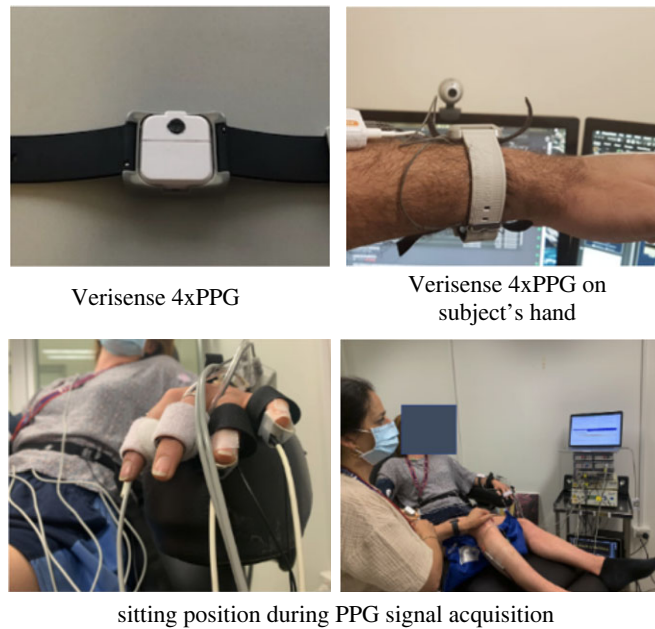 Verisense 4xPPG
Verisense 4xPPG on
subject's hand
sitting position during PPG signal acquisition